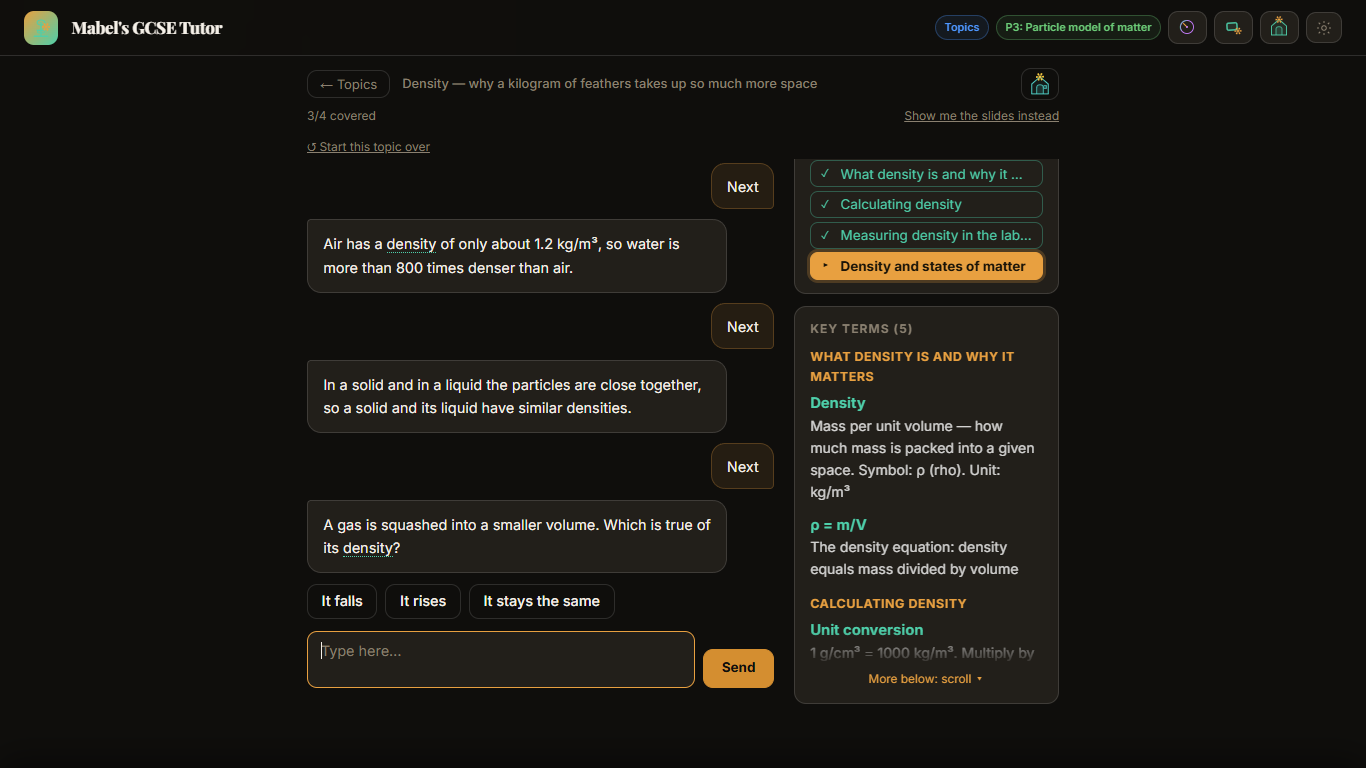 Mabel's GCSE Tutor
Topics
P3: Particle model of matter
← Topics
Density — why a kilogram of feathers takes up so much more space
3/4 covered
Show me the slides instead
↺ Start this topic over
Next
Air has a density of only about 1.2 kg/m³, so water is
more than 800 times denser than air.
Next
In a solid and in a liquid the particles are close together,
so a solid and its liquid have similar densities.
Next
A gas is squashed into a smaller volume. Which is true of
its density?
It falls
It rises
It stays the same
Type here...
Send
✓ What density is and why it ...
✓ Calculating density
✓ Measuring density in the lab...
‣ Density and states of matter
KEY TERMS (5)
WHAT DENSITY IS AND WHY IT
MATTERS
Density
Mass per unit volume — how
much mass is packed into a given
space. Symbol: ρ (rho). Unit:
kg/m³
ρ = m/V
The density equation: density
equals mass divided by volume
CALCULATING DENSITY
Unit conversion
1 g/cm³ = 1000 kg/m³. Multiply by
More below: scroll ▾